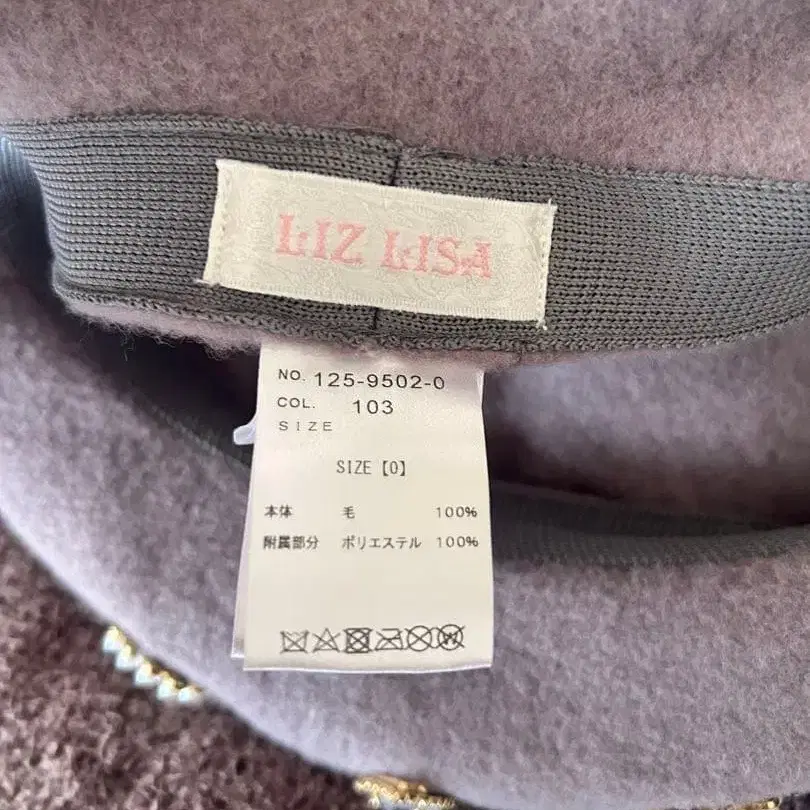 LIZ LISA
NO. 125-9502-0
COL. 103
SIZE
SIZE【0】
本体 毛 100%
附属部分 ポリエステル 100%